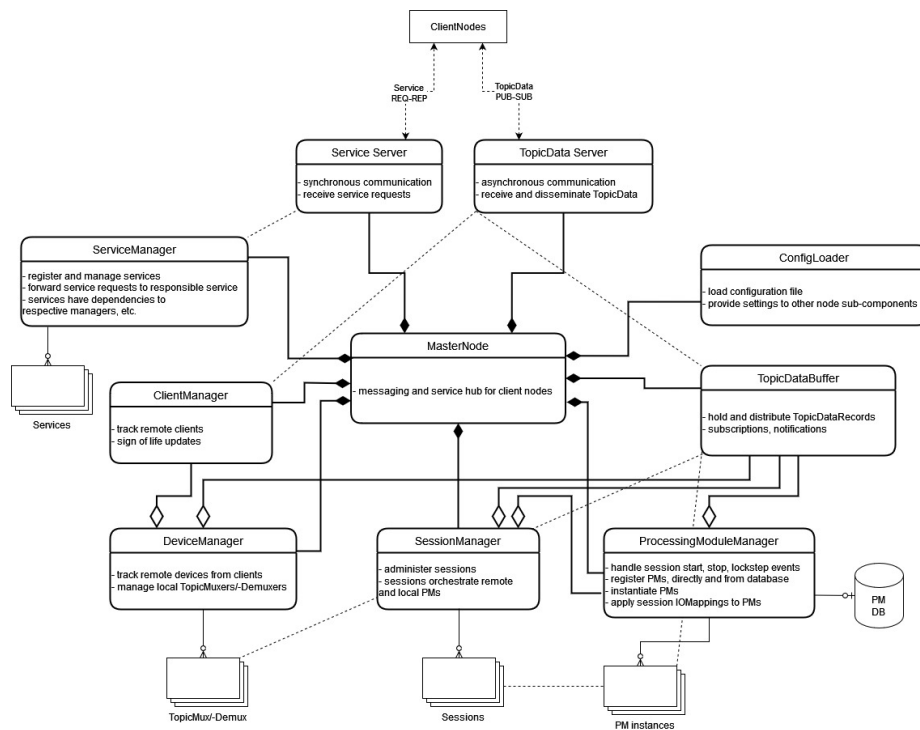 ClientNodes
Service
REQ-REP
TopicData
PUB-SUB
Service Server
- synchronous communication
- receive service requests
TopicData Server
- asynchronous communication
- receive and disseminate TopicData
ServiceManager
- register and manage services
- forward service requests to responsible service
- services have dependencies to
respective managers, etc.
ConfigLoader
- load configuration file
- provide settings to other node sub-components
MasterNode
- messaging and service hub for client nodes
Services
ClientManager
- track remote clients
- sign of life updates
TopicDataBuffer
- hold and distribute TopicDataRecords
- subscriptions, notifications
DeviceManager
- track remote devices from clients
- manage local TopicMuxers/-Demuxers
SessionManager
- administer sessions
- sessions orchestrate remote
and local PMs
ProcessingModuleManager
- handle session start, stop, lockstep events
- register PMs, directly and from database
- instantiate PMs
- apply session IOMappings to PMs
PM
DB
TopicMux/-Demux
Sessions
PM instances